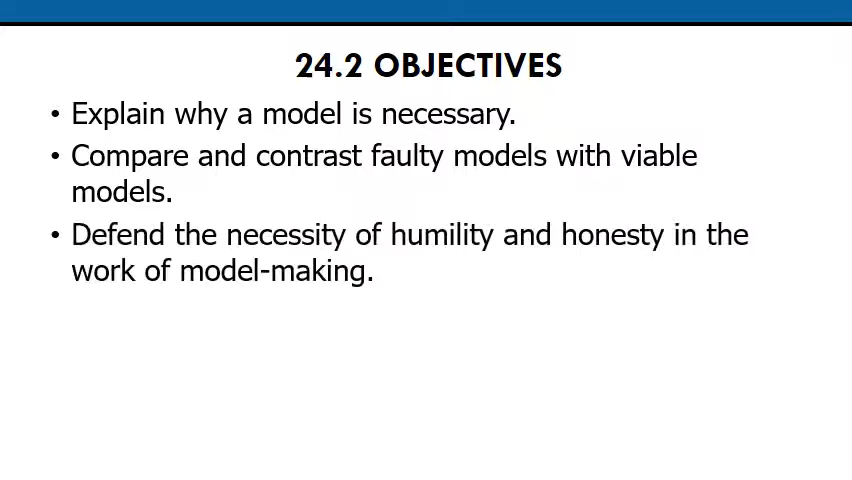 24.2 OBJECTIVES
• Explain why a model is necessary.
• Compare and contrast faulty models with viable
models.
• Defend the necessity of humility and honesty in the
work of model-making.